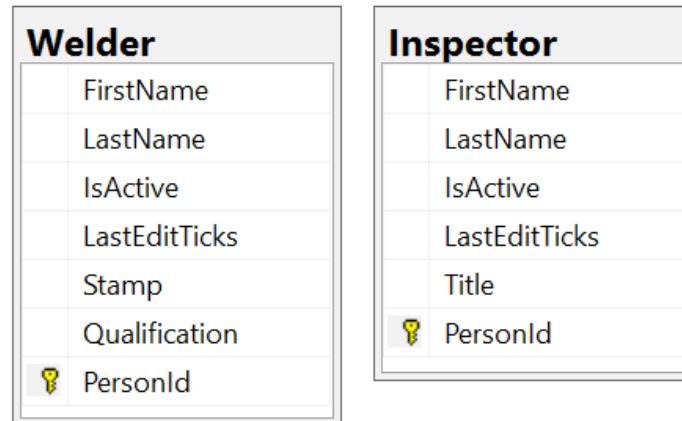 Welder
FirstName
LastName
IsActive
LastEditTicks
Stamp
Qualification
PersonId
Inspector
FirstName
LastName
IsActive
LastEditTicks
Title
PersonId